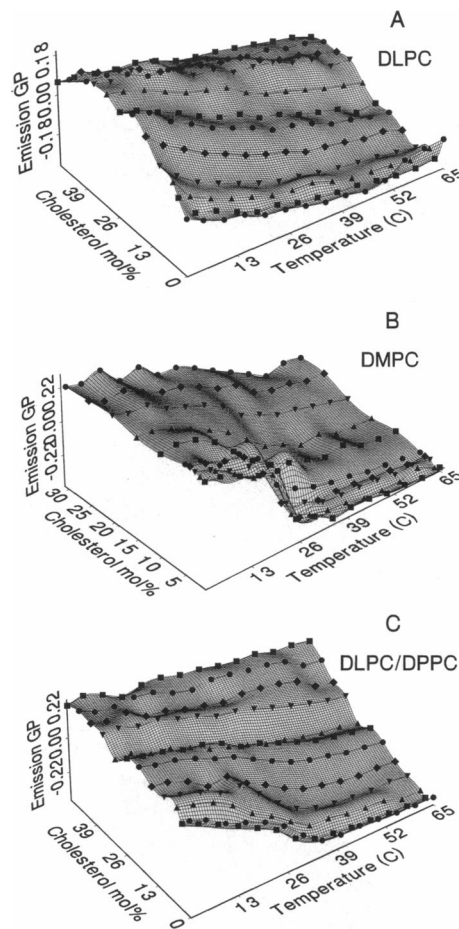 A
DLPC
Emission GP
-0.18 0.00 0.18
Cholesterol mol%
39 26 13 0
Temperature (C)
13 26 39 52 65
B
DMPC
Emission GP
-0.22 0.00 0.22
Cholesterol mol%
30 25 20 15 10 5
Temperature (C)
13 26 39 52 65
C
DLPC/DPPC
Emission GP
-0.22 0.00 0.22
Cholesterol mol%
39 26 13 0
Temperature (C)
13 26 39 52 65